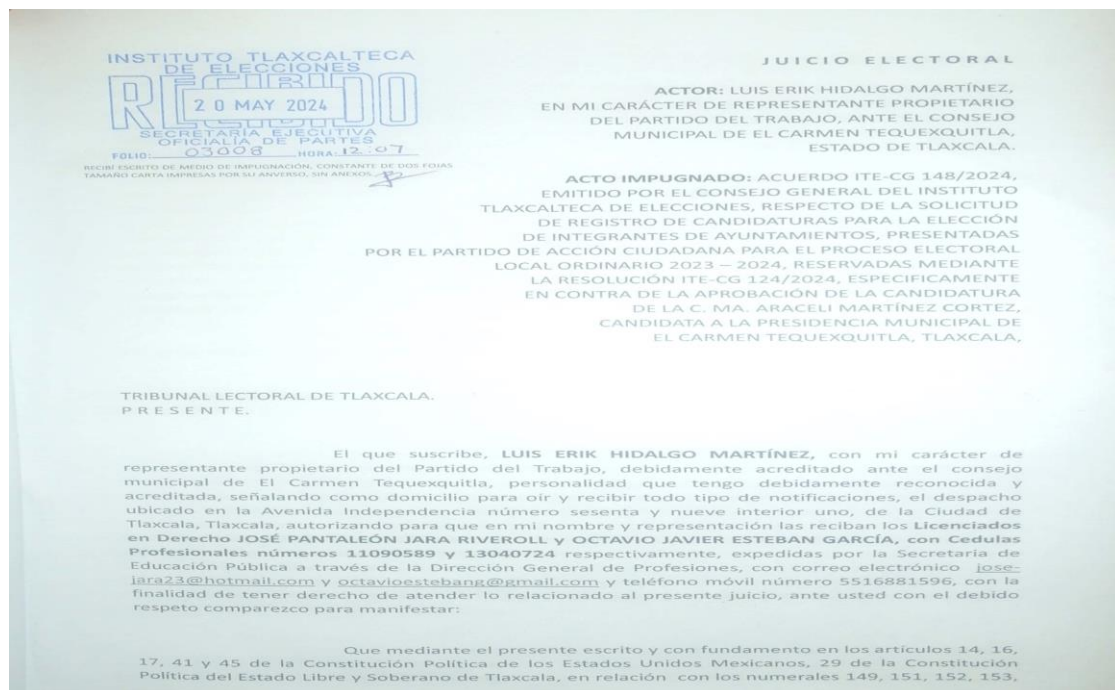 INSTITUTO TLAXCALTECA
DE ELECCIONES
RECIBIDO
20 MAY 2024
SECRETARÍA EJECUTIVA
OFICIALIA DE PARTES
FOLIO: 03008 HORA: 12:07
RECIBÍ ESCRITO DE MEDIO DE IMPUGNACIÓN, CONSTANTE DE DOS FOJAS
TAMAÑO CARTA IMPRESAS POR SU ANVERSO, SIN ANEXOS.
JUICIO ELECTORAL
ACTOR: LUIS ERIK HIDALGO MARTÍNEZ,
EN MI CARÁCTER DE REPRESENTANTE PROPIETARIO
DEL PARTIDO DEL TRABAJO, ANTE EL CONSEJO
MUNICIPAL DE EL CARMEN TEQUEXQUITLA,
ESTADO DE TLAXCALA.
ACTO IMPUGNADO: ACUERDO ITE-CG 148/2024,
EMITIDO POR EL CONSEJO GENERAL DEL INSTITUTO
TLAXCALTECA DE ELECCIONES, RESPECTO DE LA SOLICITUD
DE REGISTRO DE CANDIDATURAS PARA LA ELECCIÓN
DE INTEGRANTES DE AYUNTAMIENTOS, PRESENTADAS
POR EL PARTIDO DE ACCIÓN CIUDADANA PARA EL PROCESO ELECTORAL
LOCAL ORDINARIO 2023 – 2024, RESERVADAS MEDIANTE
LA RESOLUCIÓN ITE-CG 124/2024, ESPECIFICAMENTE
EN CONTRA DE LA APROBACIÓN DE LA CANDIDATURA
DE LA C. MA. ARACELI MARTÍNEZ CORTEZ,
CANDIDATA A LA PRESIDENCIA MUNICIPAL DE
EL CARMEN TEQUEXQUITLA, TLAXCALA,
TRIBUNAL LECTORAL DE TLAXCALA.
P R E S E N T E.
El que suscribe, LUIS ERIK HIDALGO MARTÍNEZ, con mi carácter de
representante propietario del Partido del Trabajo, debidamente acreditado ante el consejo
municipal de El Carmen Tequexquitla, personalidad que tengo debidamente reconocida y
acreditada, señalando como domicilio para oír y recibir todo tipo de notificaciones, el despacho
ubicado en la Avenida Independencia número sesenta y nueve interior uno, de la Ciudad de
Tlaxcala, Tlaxcala, autorizando para que en mi nombre y representación las reciban los Licenciados
en Derecho JOSÉ PANTALEÓN JARA RIVEROLL y OCTAVIO JAVIER ESTEBAN GARCÍA, con Cedulas
Profesionales números 11090589 y 13040724 respectivamente, expedidas por la Secretaría de
Educación Pública a través de la Dirección General de Profesiones, con correo electrónico jose-
jara23@hotmail.com y octavioestebang@gmail.com y teléfono móvil número 5516881596, con la
finalidad de tener derecho de atender lo relacionado al presente juicio, ante usted con el debido
respeto comparezco para manifestar:
Que mediante el presente escrito y con fundamento en los artículos 14, 16,
17, 41 y 45 de la Constitución Política de los Estados Unidos Mexicanos, 29 de la Constitución
Política del Estado Libre y Soberano de Tlaxcala, en relación con los numerales 149, 151, 152, 153,